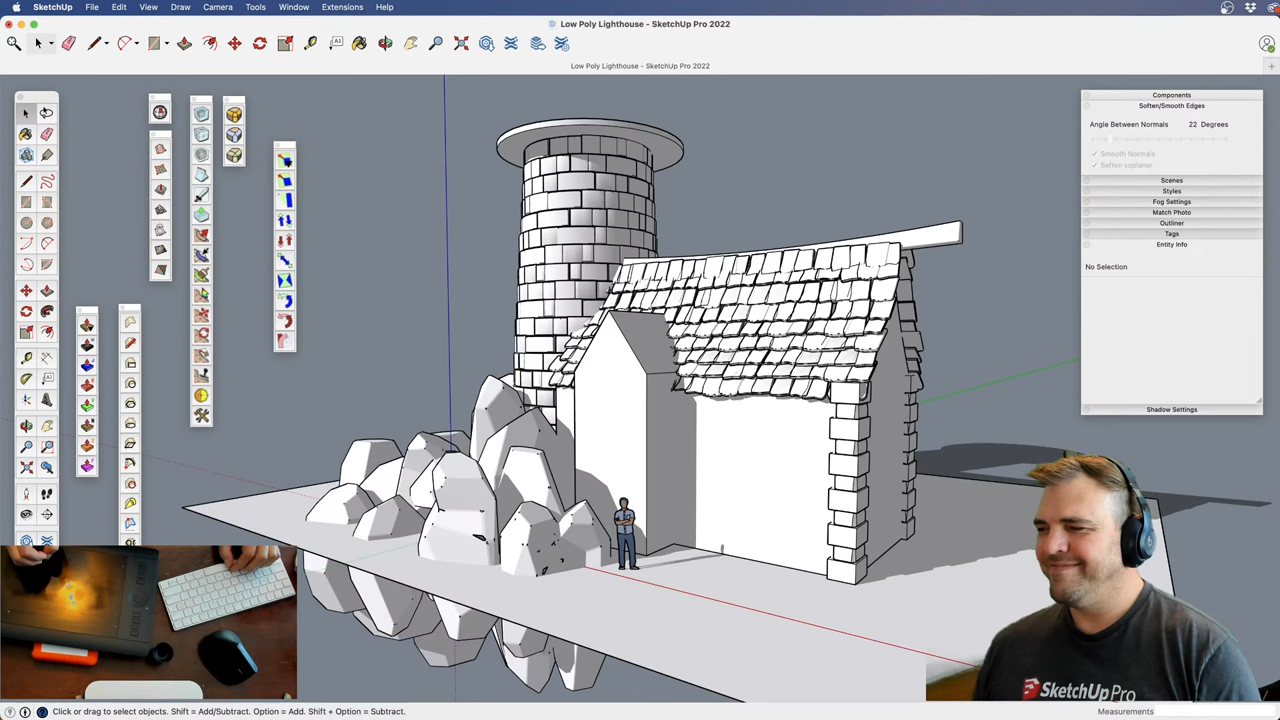 SketchUp File Edit View Draw Camera Tools Window Extensions Help
Low Poly Lighthouse - SketchUp Pro 2022
A1
Low Poly Lighthouse - SketchUp Pro 2022
Components
Soften/Smooth Edges
Angle Between Normals 22 Degrees
Smooth Normals
Soften coplanar
Scenes
Styles
Fog Settings
Match Photo
Outliner
Tags
Entity Info
No Selection
Shadow Settings
SketchUp Pro
Click or drag to select objects. Shift = Add/Subtract. Option = Add. Shift + Option = Subtract.
Measurements